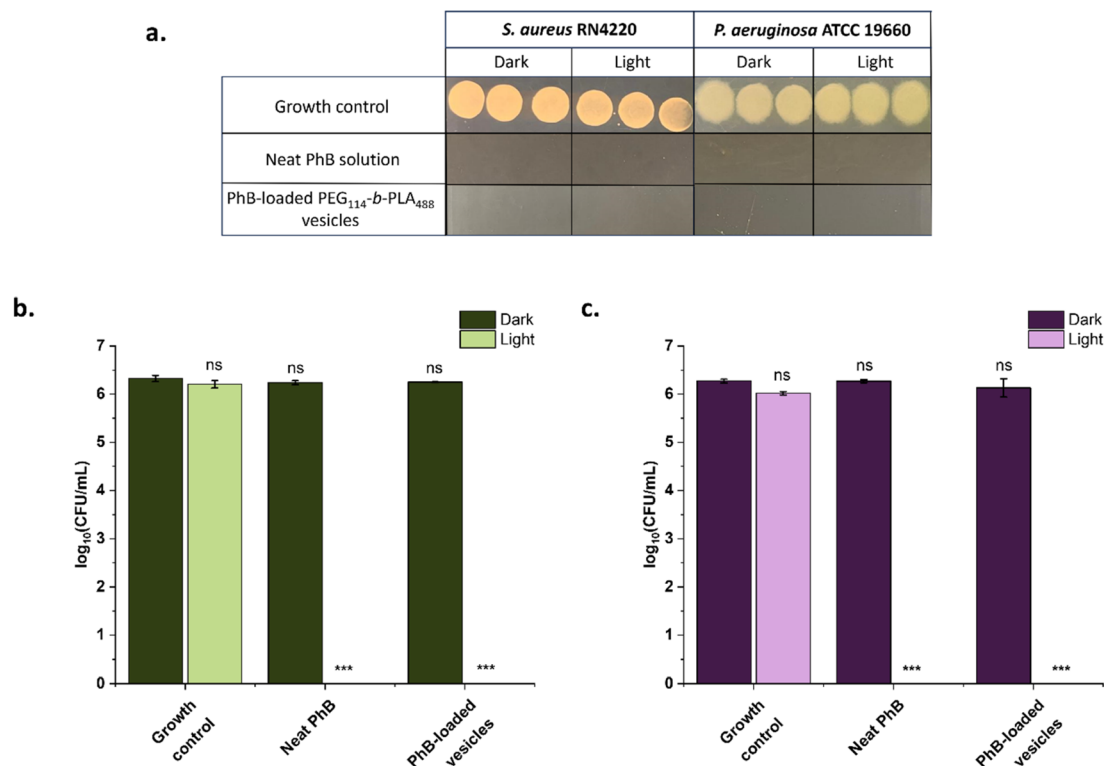 a.
S. aureus RN4220 P. aeruginosa ATCC 19660
Dark Light Dark Light
Growth control
Neat PhB solution
PhB-loaded PEG114-b-PLA488
vesicles
b.
Dark
Light
7
6
5
4
3
2
1
0
log10(CFU/mL)
ns
ns
ns
***
***
Growth
control
Neat PhB
PhB-loaded
vesicles
c.
Dark
Light
7
6
5
4
3
2
1
0
log10(CFU/mL)
ns
ns
ns
***
***
Growth
control
Neat PhB
PhB-loaded
vesicles